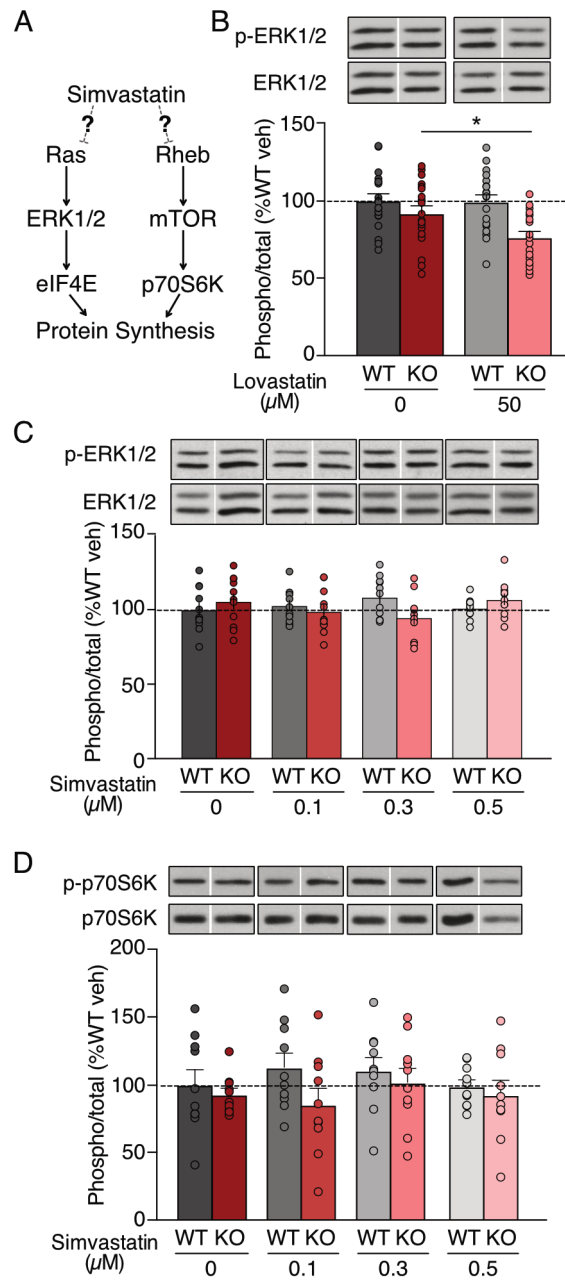 A
Simvastatin
? ?
Ras Rheb
ERK1/2 mTOR
eIF4E p70S6K
Protein Synthesis
B
p-ERK1/2
ERK1/2
Phospho/total (%WT veh)
150
100
50
0
*
WT KO WT KO
Lovastatin
(µM)
0 50
C
p-ERK1/2
ERK1/2
Phospho/total (%WT veh)
150
100
50
0
WT KO WT KO WT KO WT KO
Simvastatin
(µM)
0 0.1 0.3 0.5
D
p-p70S6K
p70S6K
Phospho/total (%WT veh)
200
150
100
50
0
WT KO WT KO WT KO WT KO
Simvastatin
(µM)
0 0.1 0.3 0.5